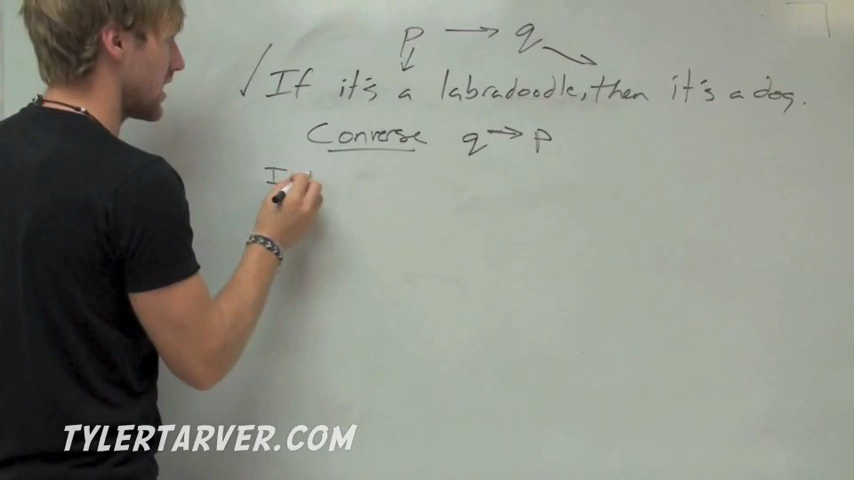 p → q
✓ If it's a labradoodle, then it's a dog.
Converse q → p
I
TYLERTARVER.COM